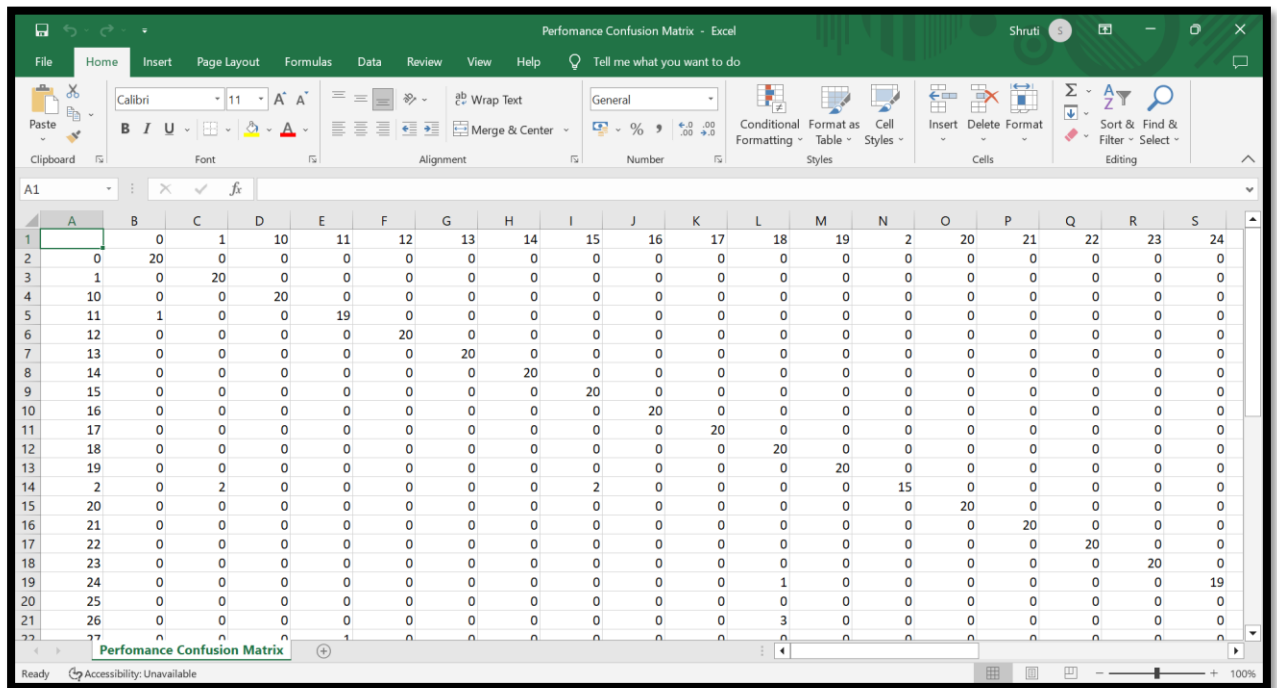 Perfomance Confusion Matrix - Excel Shruti S
File Home Insert Page Layout Formulas Data Review View Help Tell me what you want to do
Paste Calibri 11 A A ab Wrap Text General Conditional Formatting Format as Table Cell Styles Insert Delete Format Sort & Filter Find & Select
B I U A Merge & Center % , .0 .00 .00 .0
Clipboard Font Alignment Number Styles Cells Editing
A1 fx
A B C D E F G H I J K L M N O P Q R S
1 0 1 10 11 12 13 14 15 16 17 18 19 2 20 21 22 23 24
2 0 20 0 0 0 0 0 0 0 0 0 0 0 0 0 0 0 0 0
3 1 0 20 0 0 0 0 0 0 0 0 0 0 0 0 0 0 0 0
4 10 0 0 20 0 0 0 0 0 0 0 0 0 0 0 0 0 0 0
5 11 1 0 0 19 0 0 0 0 0 0 0 0 0 0 0 0 0 0
6 12 0 0 0 0 20 0 0 0 0 0 0 0 0 0 0 0 0 0
7 13 0 0 0 0 0 20 0 0 0 0 0 0 0 0 0 0 0 0
8 14 0 0 0 0 0 0 20 0 0 0 0 0 0 0 0 0 0 0
9 15 0 0 0 0 0 0 0 20 0 0 0 0 0 0 0 0 0 0
10 16 0 0 0 0 0 0 0 0 20 0 0 0 0 0 0 0 0 0
11 17 0 0 0 0 0 0 0 0 0 20 0 0 0 0 0 0 0 0
12 18 0 0 0 0 0 0 0 0 0 0 20 0 0 0 0 0 0 0
13 19 0 0 0 0 0 0 0 0 0 0 0 20 0 0 0 0 0 0
14 2 0 2 0 0 0 0 0 2 0 0 0 0 15 0 0 0 0 0
15 20 0 0 0 0 0 0 0 0 0 0 0 0 0 20 0 0 0 0
16 21 0 0 0 0 0 0 0 0 0 0 0 0 0 0 20 0 0 0
17 22 0 0 0 0 0 0 0 0 0 0 0 0 0 0 0 20 0 0
18 23 0 0 0 0 0 0 0 0 0 0 0 0 0 0 0 0 20 0
19 24 0 0 0 0 0 0 0 0 0 0 1 0 0 0 0 0 0 19
20 25 0 0 0 0 0 0 0 0 0 0 0 0 0 0 0 0 0 0
21 26 0 0 0 0 0 0 0 0 0 0 3 0 0 0 0 0 0 0
22 27 0 0 0 1 0 0 0 0 0 0 0 0 0 0 0 0 0 0
Perfomance Confusion Matrix
Ready Accessibility: Unavailable 100%